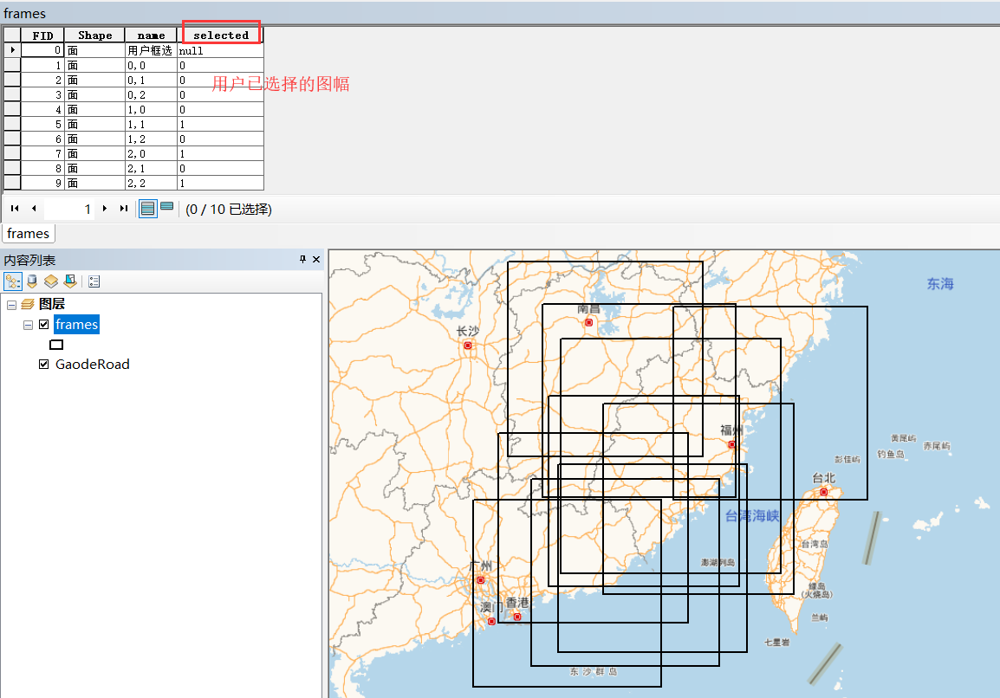 frames
FID Shape name selected
0 面 用户框选 null
1 面 0,0 0
2 面 0,1 0
3 面 0,2 0
4 面 1,0 0
5 面 1,1 1
6 面 1,2 0
7 面 2,0 1
8 面 2,1 0
9 面 2,2 1
用户已选择的图幅
1
(0 / 10 已选择)
frames
内容列表
图层
frames
GaodeRoad
东海
南昌
长沙
福州
黄尾屿
赤尾屿
钓鱼岛
彭佳屿
台北
台湾海峡
台湾岛
澎湖列岛
广州
绿岛
(火烧岛)
澳门
香港
兰屿
七星岩
东沙群岛